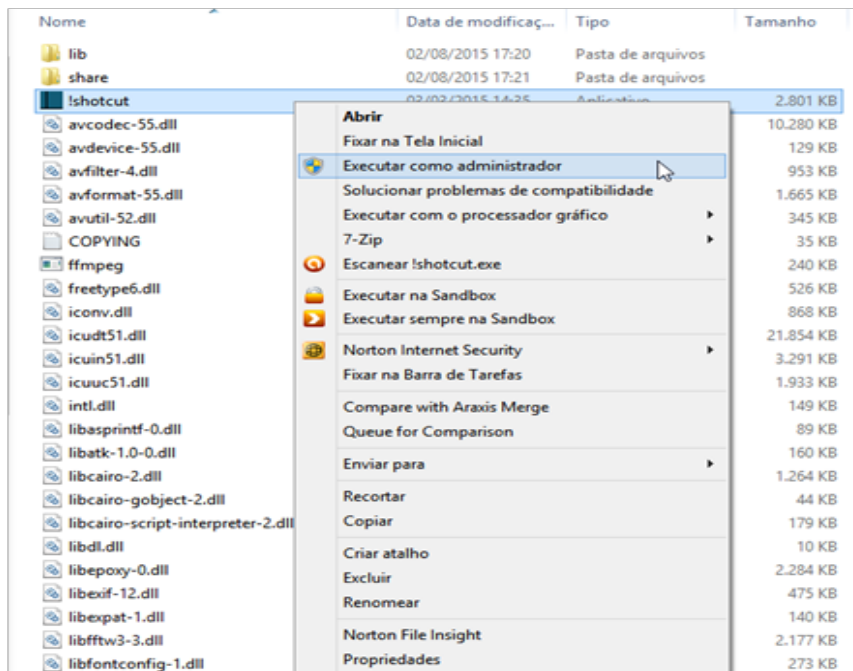 Nome Data de modificaç... Tipo Tamanho
lib 02/08/2015 17:20 Pasta de arquivos
share 02/08/2015 17:21 Pasta de arquivos
!shotcut 03/03/2015 14:35 Aplicativo 2.801 KB
avcodec-55.dll 10.280 KB
avdevice-55.dll 129 KB
avfilter-4.dll 953 KB
avformat-55.dll 1.665 KB
avutil-52.dll 345 KB
COPYING 35 KB
ffmpeg 240 KB
freetype6.dll 526 KB
iconv.dll 868 KB
icudt51.dll 21.854 KB
icuin51.dll 3.291 KB
icuuc51.dll 1.933 KB
intl.dll 149 KB
libasprintf-0.dll 89 KB
libatk-1.0-0.dll 160 KB
libcairo-2.dll 1.264 KB
libcairo-gobject-2.dll 44 KB
libcairo-script-interpreter-2.dll 179 KB
libdl.dll 10 KB
libepoxy-0.dll 2.284 KB
libexif-12.dll 475 KB
libexpat-1.dll 140 KB
libfftw3-3.dll 2.177 KB
libfontconfig-1.dll 273 KB
Abrir
Fixar na Tela Inicial
Executar como administrador
Solucionar problemas de compatibilidade
Executar com o processador gráfico
7-Zip
Escanear !shotcut.exe
Executar na Sandbox
Executar sempre na Sandbox
Norton Internet Security
Fixar na Barra de Tarefas
Compare with Araxis Merge
Queue for Comparison
Enviar para
Recortar
Copiar
Criar atalho
Excluir
Renomear
Norton File Insight
Propriedades